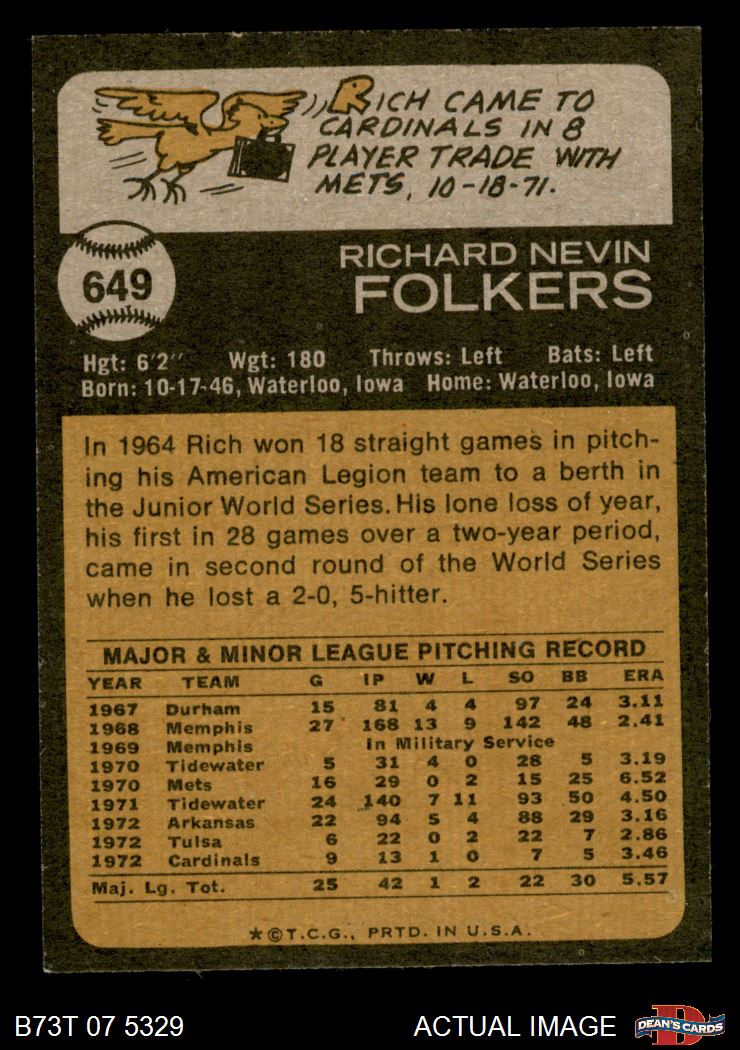 RICH CAME TO
CARDINALS IN 8
PLAYER TRADE WITH
METS, 10-18-71.
649
RICHARD NEVIN
FOLKERS
Hgt: 6'2" Wgt: 180 Throws: Left Bats: Left
Born: 10-17-46, Waterloo, Iowa Home: Waterloo, Iowa
In 1964 Rich won 18 straight games in pitch-
ing his American Legion team to a berth in
the Junior World Series. His lone loss of year,
his first in 28 games over a two-year period,
came in second round of the World Series
when he lost a 2-0, 5-hitter.
MAJOR & MINOR LEAGUE PITCHING RECORD
YEAR TEAM G IP W L SO BB ERA
1967 Durham 15 81 4 4 97 24 3.11
1968 Memphis 27 168 13 9 142 48 2.41
1969 Memphis In Military Service
1970 Tidewater 5 31 4 0 28 5 3.19
1970 Mets 16 29 0 2 15 25 6.52
1971 Tidewater 24 140 7 11 93 50 4.50
1972 Arkansas 22 94 5 4 88 29 3.16
1972 Tulsa 6 22 0 2 22 7 2.86
1972 Cardinals 9 13 1 0 7 5 3.46
Maj. Lg. Tot. 25 42 1 2 22 30 5.57
★©T.C.G., PRTD. IN U.S.A.
B73T 07 5329 ACTUAL IMAGE D DEAN'S CARDS